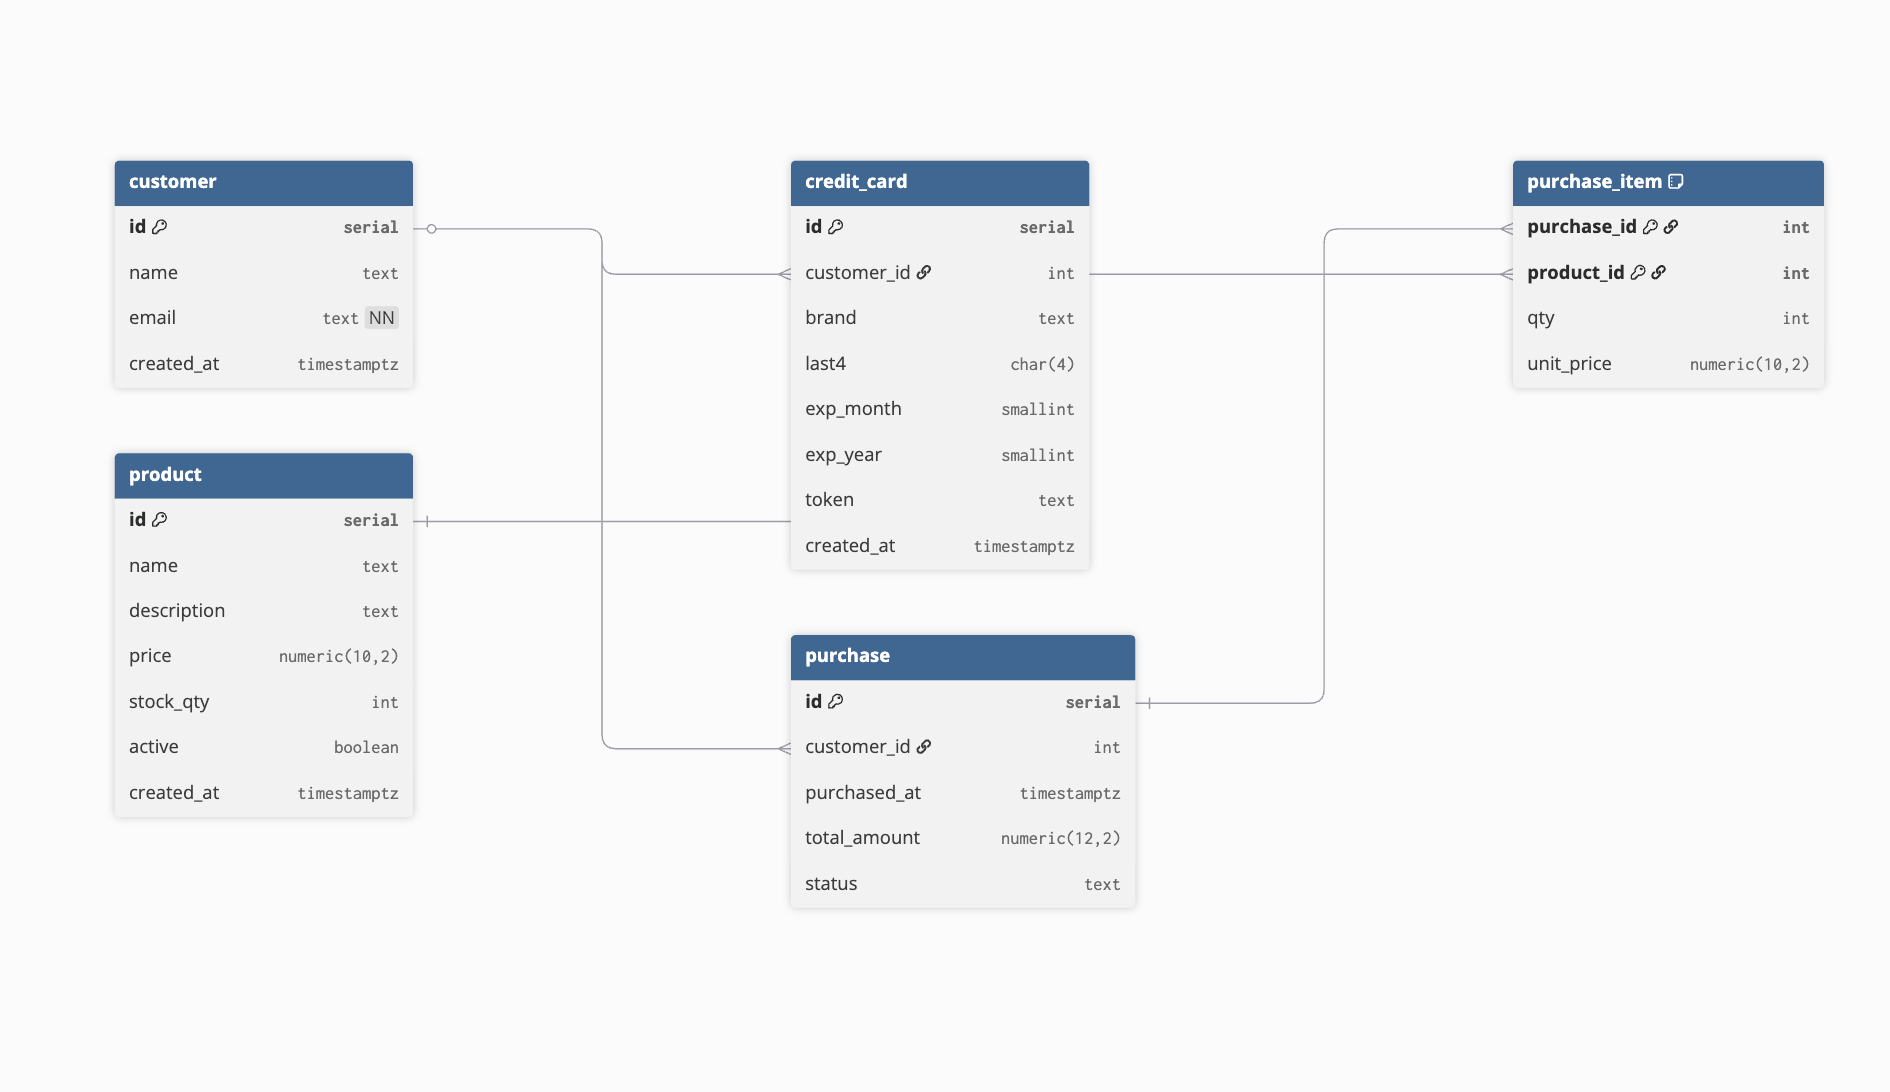 customer
id serial
name text
email text NN
created_at timestamptz
product
id serial
name text
description text
price numeric(10,2)
stock_qty int
active boolean
created_at timestamptz
credit_card
id serial
customer_id int
brand text
last4 char(4)
exp_month smallint
exp_year smallint
token text
created_at timestamptz
purchase
id serial
customer_id int
purchased_at timestamptz
total_amount numeric(12,2)
status text
purchase_item
purchase_id int
product_id int
qty int
unit_price numeric(10,2)